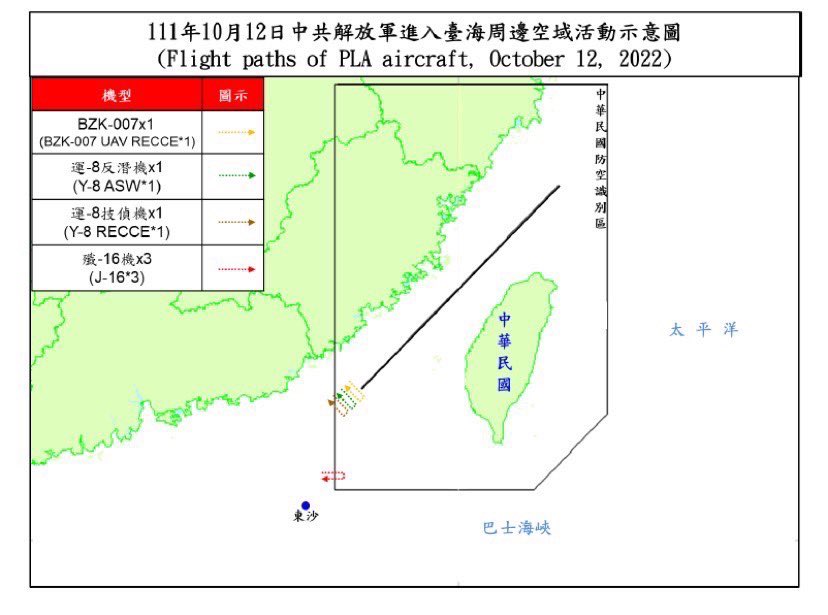 111年10月12日中共解放軍進入臺海周邊空域活動示意圖
(Flight paths of PLA aircraft, October 12, 2022)
機型 圖示
BZK-007x1
(BZK-007 UAV RECCE*1)
運-8反潛機x1
(Y-8 ASW*1)
運-8技偵機x1
(Y-8 RECCE*1)
殲-16機x3
(J-16*3)
中華民國防空識別區
中華民國
太平洋
東沙
巴士海峽